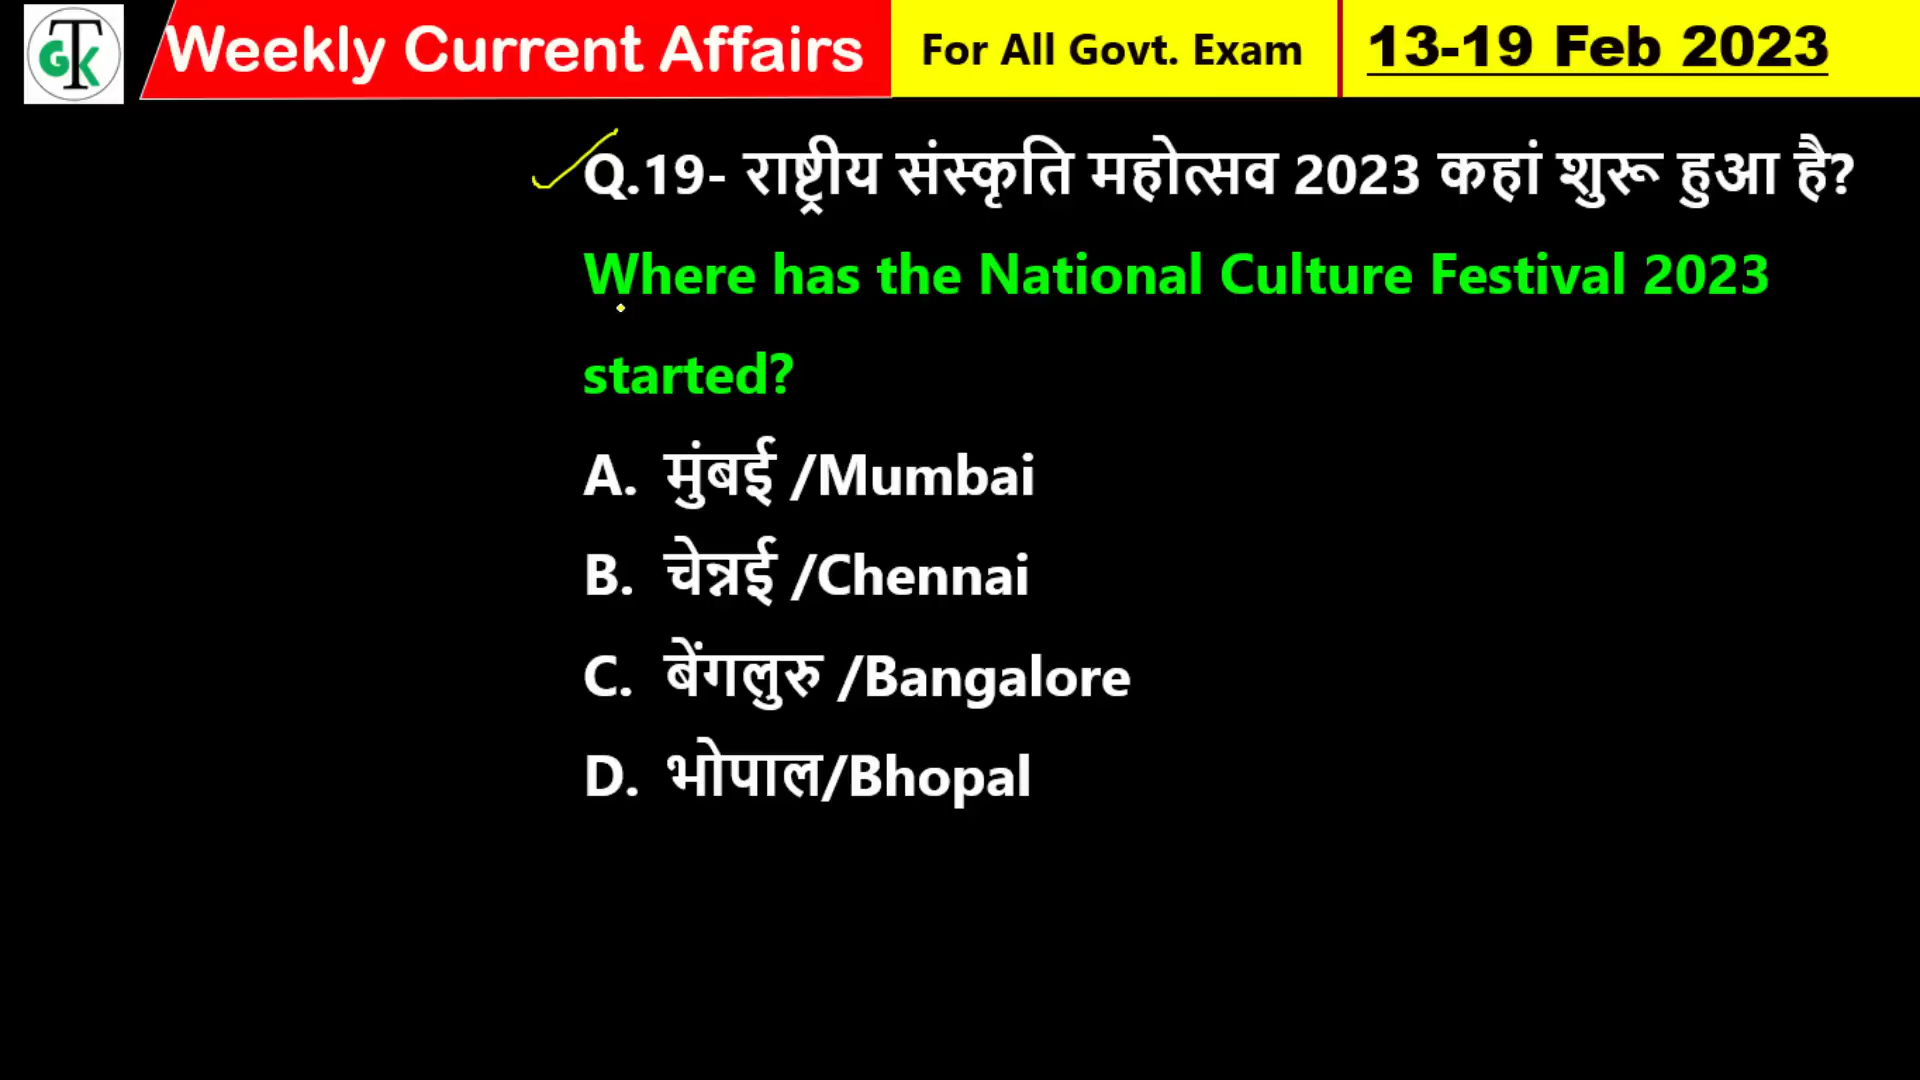 GTK
Weekly Current Affairs
For All Govt. Exam
13-19 Feb 2023
Q.19- राष्ट्रीय संस्कृति महोत्सव 2023 कहां शुरू हुआ है?
Where has the National Culture Festival 2023
started?
A. मुंबई /Mumbai
B. चेन्नई /Chennai
C. बेंगलुरु /Bangalore
D. भोपाल/Bhopal